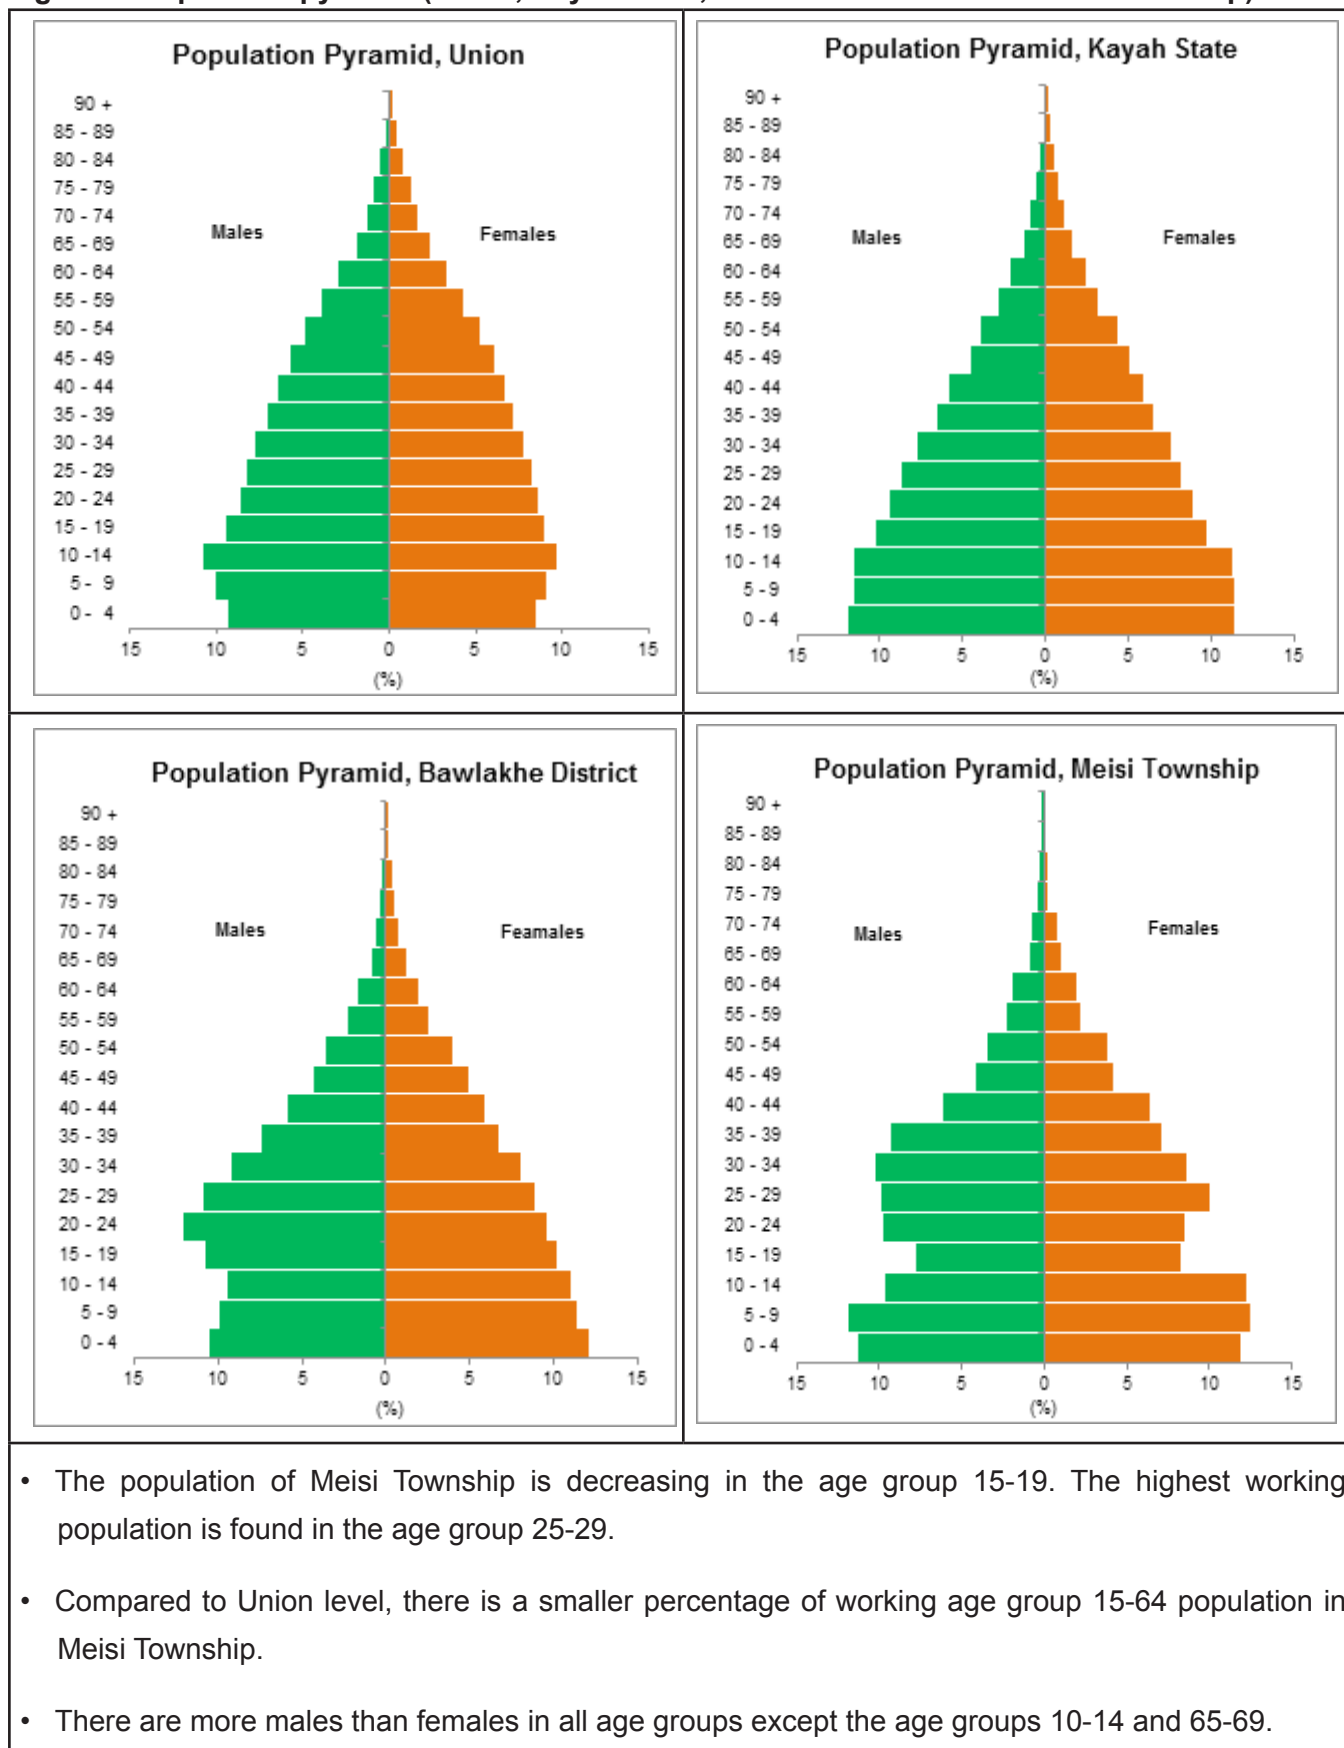 Population Pyramid, Union
90 +
85 - 89
80 - 84
75 - 79
70 - 74
65 - 69
60 - 64
55 - 59
50 - 54
45 - 49
40 - 44
35 - 39
30 - 34
25 - 29
20 - 24
15 - 19
10 -14
5 - 9
0 - 4
Males
Females
15 10 5 0 5 10 15
(%)
Population Pyramid, Kayah State
90 +
85 - 89
80 - 84
75 - 79
70 - 74
65 - 69
60 - 64
55 - 59
50 - 54
45 - 49
40 - 44
35 - 39
30 - 34
25 - 29
20 - 24
15 - 19
10 - 14
5 - 9
0 - 4
Males
Females
15 10 5 0 5 10 15
(%)
Population Pyramid, Bawlakhe District
90 +
85 - 89
80 - 84
75 - 79
70 - 74
65 - 69
60 - 64
55 - 59
50 - 54
45 - 49
40 - 44
35 - 39
30 - 34
25 - 29
20 - 24
15 - 19
10 - 14
5 - 9
0 - 4
Males
Feamales
15 10 5 0 5 10 15
(%)
Population Pyramid, Meisi Township
90 +
85 - 89
80 - 84
75 - 79
70 - 74
65 - 69
60 - 64
55 - 59
50 - 54
45 - 49
40 - 44
35 - 39
30 - 34
25 - 29
20 - 24
15 - 19
10 - 14
5 - 9
0 - 4
Males
Females
15 10 5 0 5 10 15
(%)
• The population of Meisi Township is decreasing in the age group 15-19. The highest working
population is found in the age group 25-29.
• Compared to Union level, there is a smaller percentage of working age group 15-64 population in
Meisi Township.
• There are more males than females in all age groups except the age groups 10-14 and 65-69.